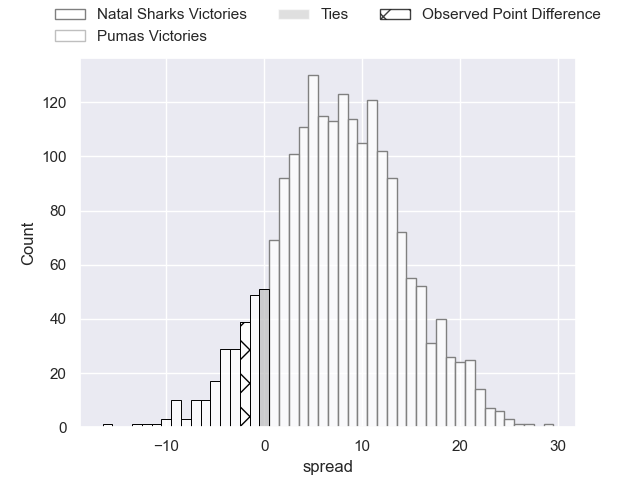 Natal Sharks Victories
Ties
Observed Point Difference
Pumas Victories
Count
120
100
80
60
40
20
0
−10
0
10
20
30
spread